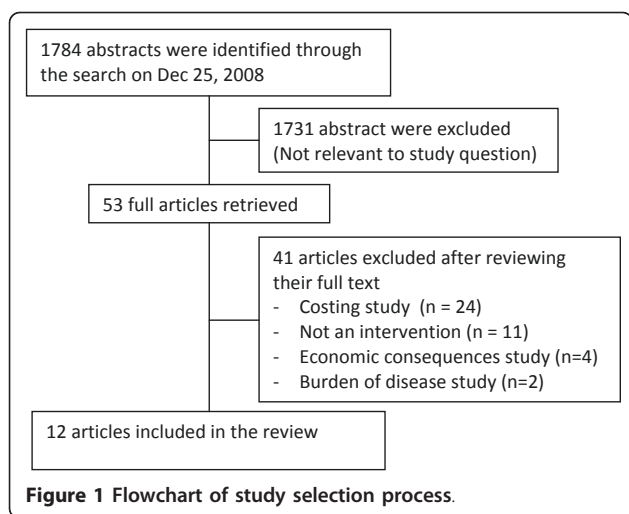 1784 abstracts were identified through
the search on Dec 25, 2008
1731 abstract were excluded
(Not relevant to study question)
53 full articles retrieved
41 articles excluded after reviewing
their full text
- Costing study (n = 24)
- Not an intervention (n = 11)
- Economic consequences study (n=4)
- Burden of disease study (n=2)
12 articles included in the review
Figure 1 Flowchart of study selection process.